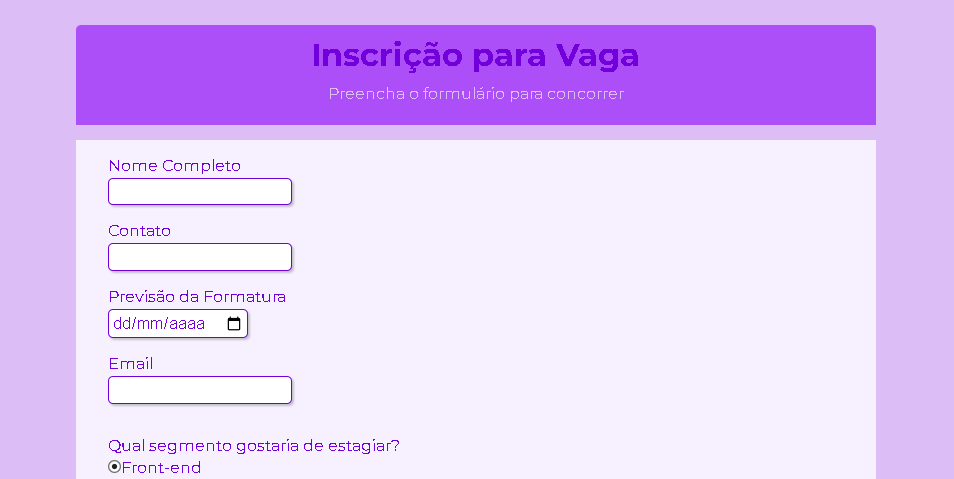 Inscrição para Vaga
Preencha o formulário para concorrer
Nome Completo
Contato
Previsão da Formatura
dd/mm/aaaa
Email
Qual segmento gostaria de estagiar?
Front-end